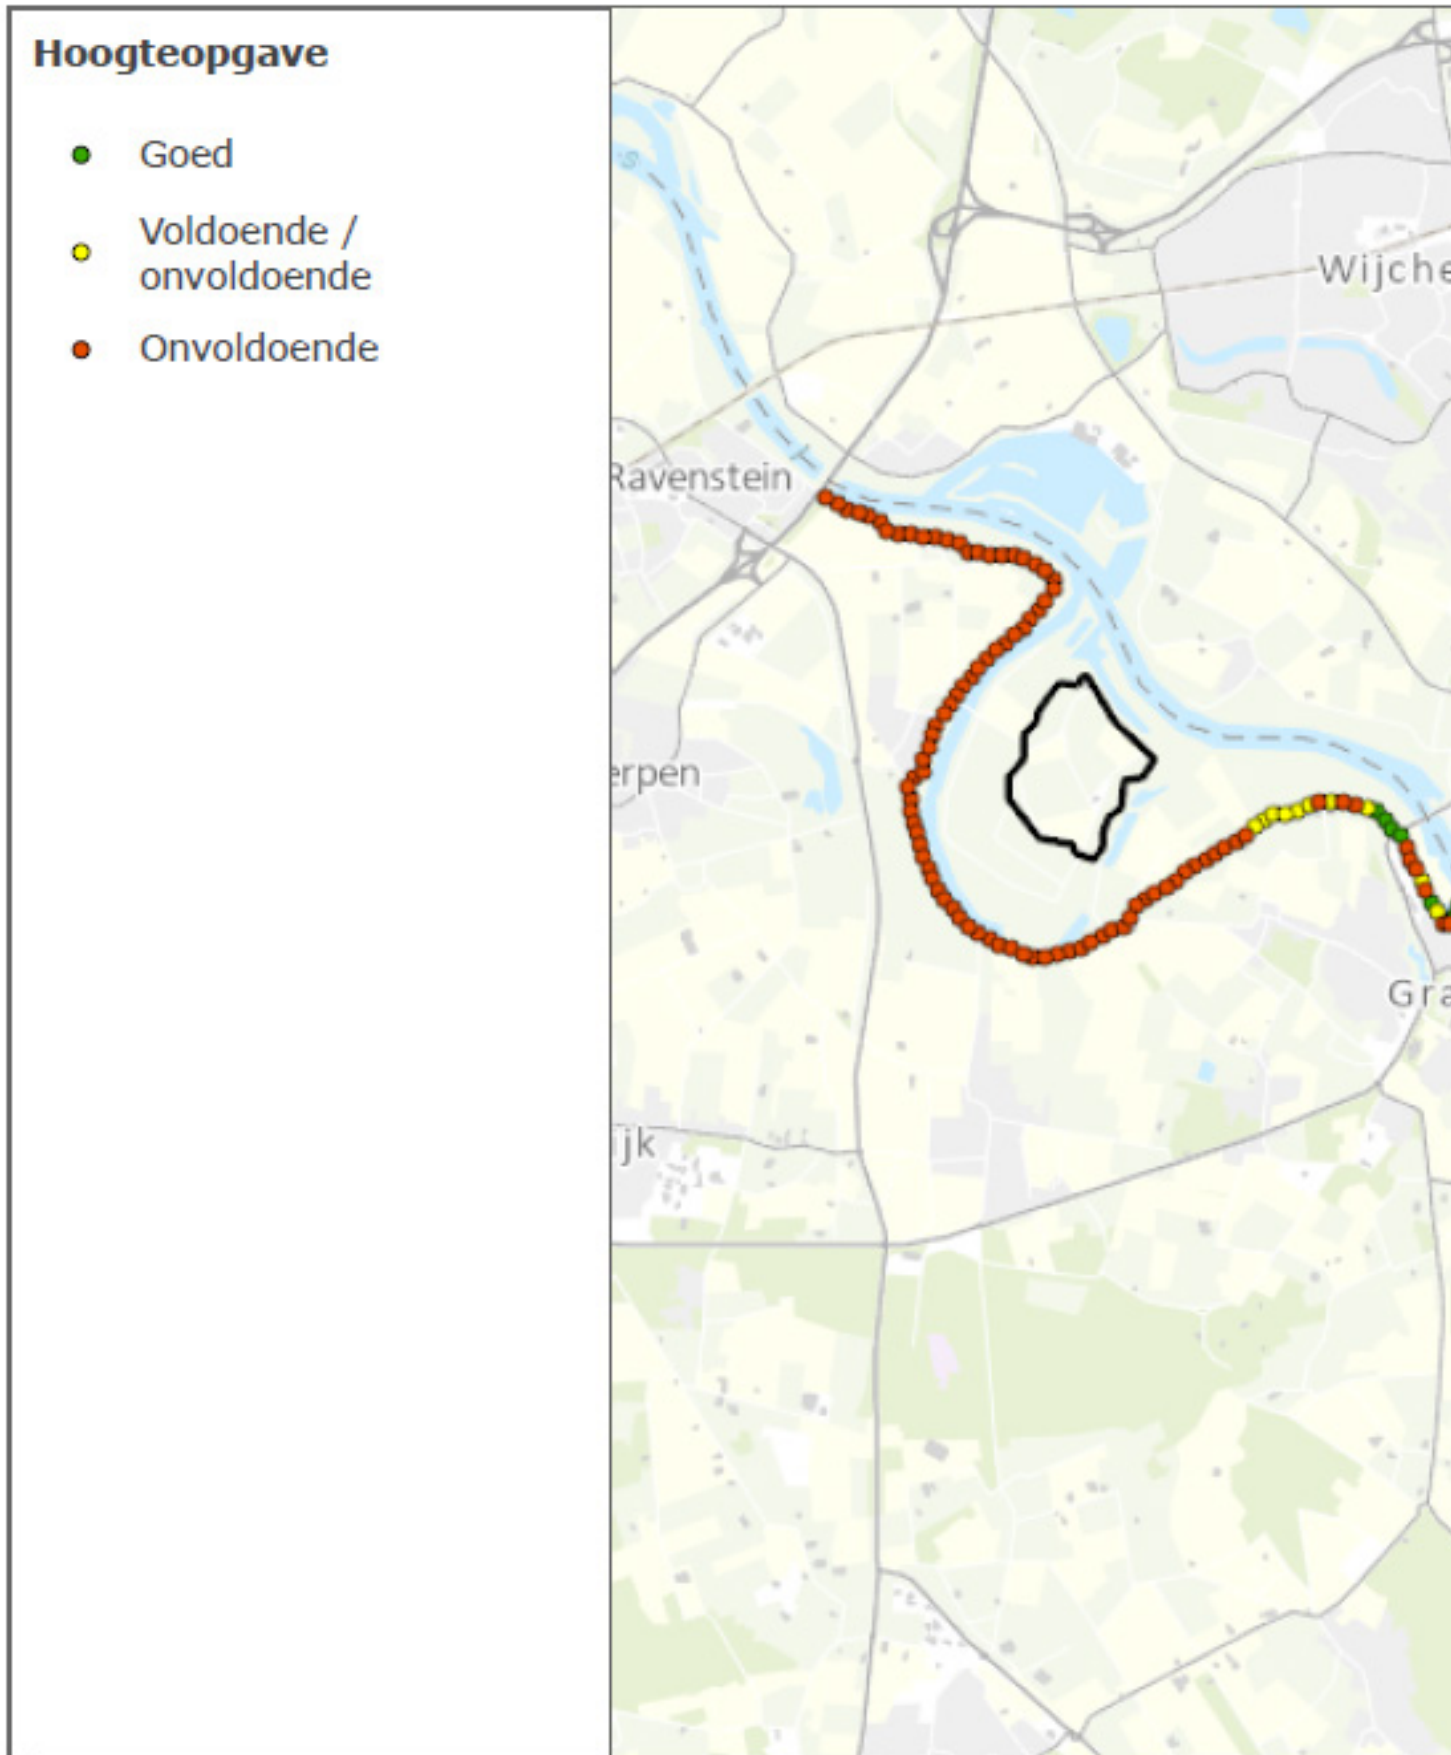 Hoogteopgave
Goed
Voldoende /
onvoldoende
Onvoldoende
s
Wijche
Ravenstein
erpen
Gra
ijk